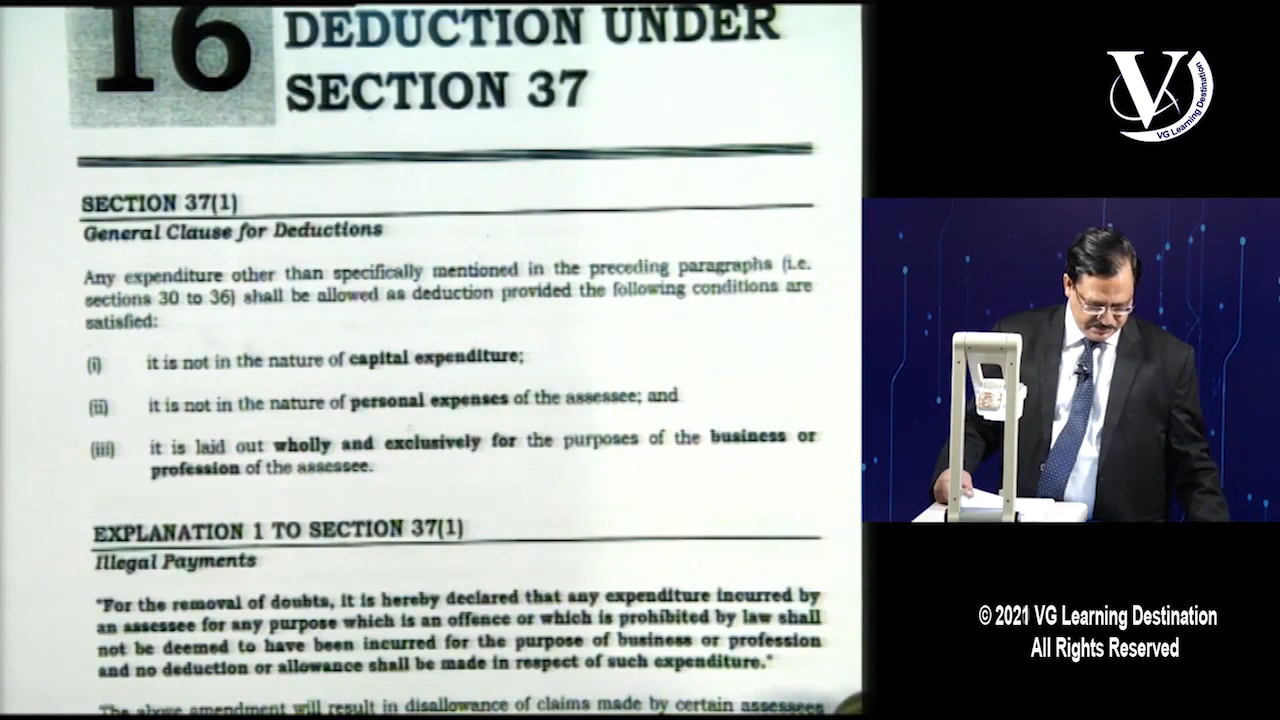 16
DEDUCTION UNDER
SECTION 37
SECTION 37(1)
General Clause for Deductions
Any expenditure other than specifically mentioned in the preceding paragraphs (i.e.
sections 30 to 36) shall be allowed as deduction provided the following conditions are
satisfied:
(i) it is not in the nature of capital expenditure;
(ii) it is not in the nature of personal expenses of the assessee; and
(iii) it is laid out wholly and exclusively for the purposes of the business or
profession of the assessee.
EXPLANATION 1 TO SECTION 37(1)
Illegal Payments
"For the removal of doubts, it is hereby declared that any expenditure incurred by
an assessee for any purpose which is an offence or which is prohibited by law shall
not be deemed to have been incurred for the purpose of business or profession
and no deduction or allowance shall be made in respect of such expenditure."
The above amendment will result in disallowance of claims made by certain assessees
V
VG Learning Destination
© 2021 VG Learning Destination
All Rights Reserved